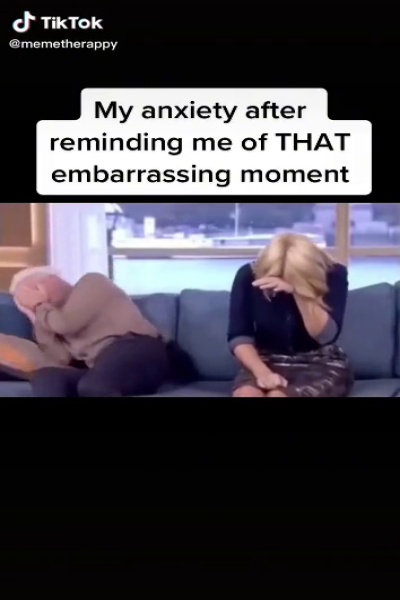 TikTok
@memetherappy
My anxiety after
reminding me of THAT
embarrassing moment